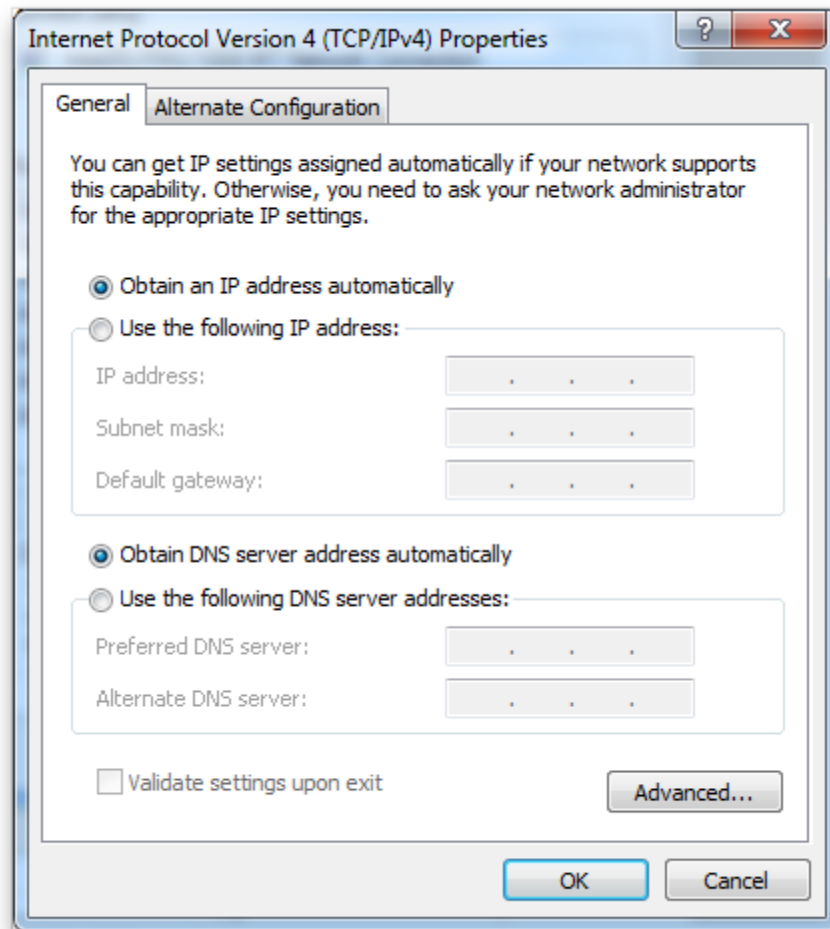 Internet Protocol Version 4 (TCP/IPv4) Properties
General
Alternate Configuration
You can get IP settings assigned automatically if your network supports
this capability. Otherwise, you need to ask your network administrator
for the appropriate IP settings.
Obtain an IP address automatically
Use the following IP address:
IP address:
Subnet mask:
Default gateway:
Obtain DNS server address automatically
Use the following DNS server addresses:
Preferred DNS server:
Alternate DNS server:
Validate settings upon exit
Advanced...
OK
Cancel